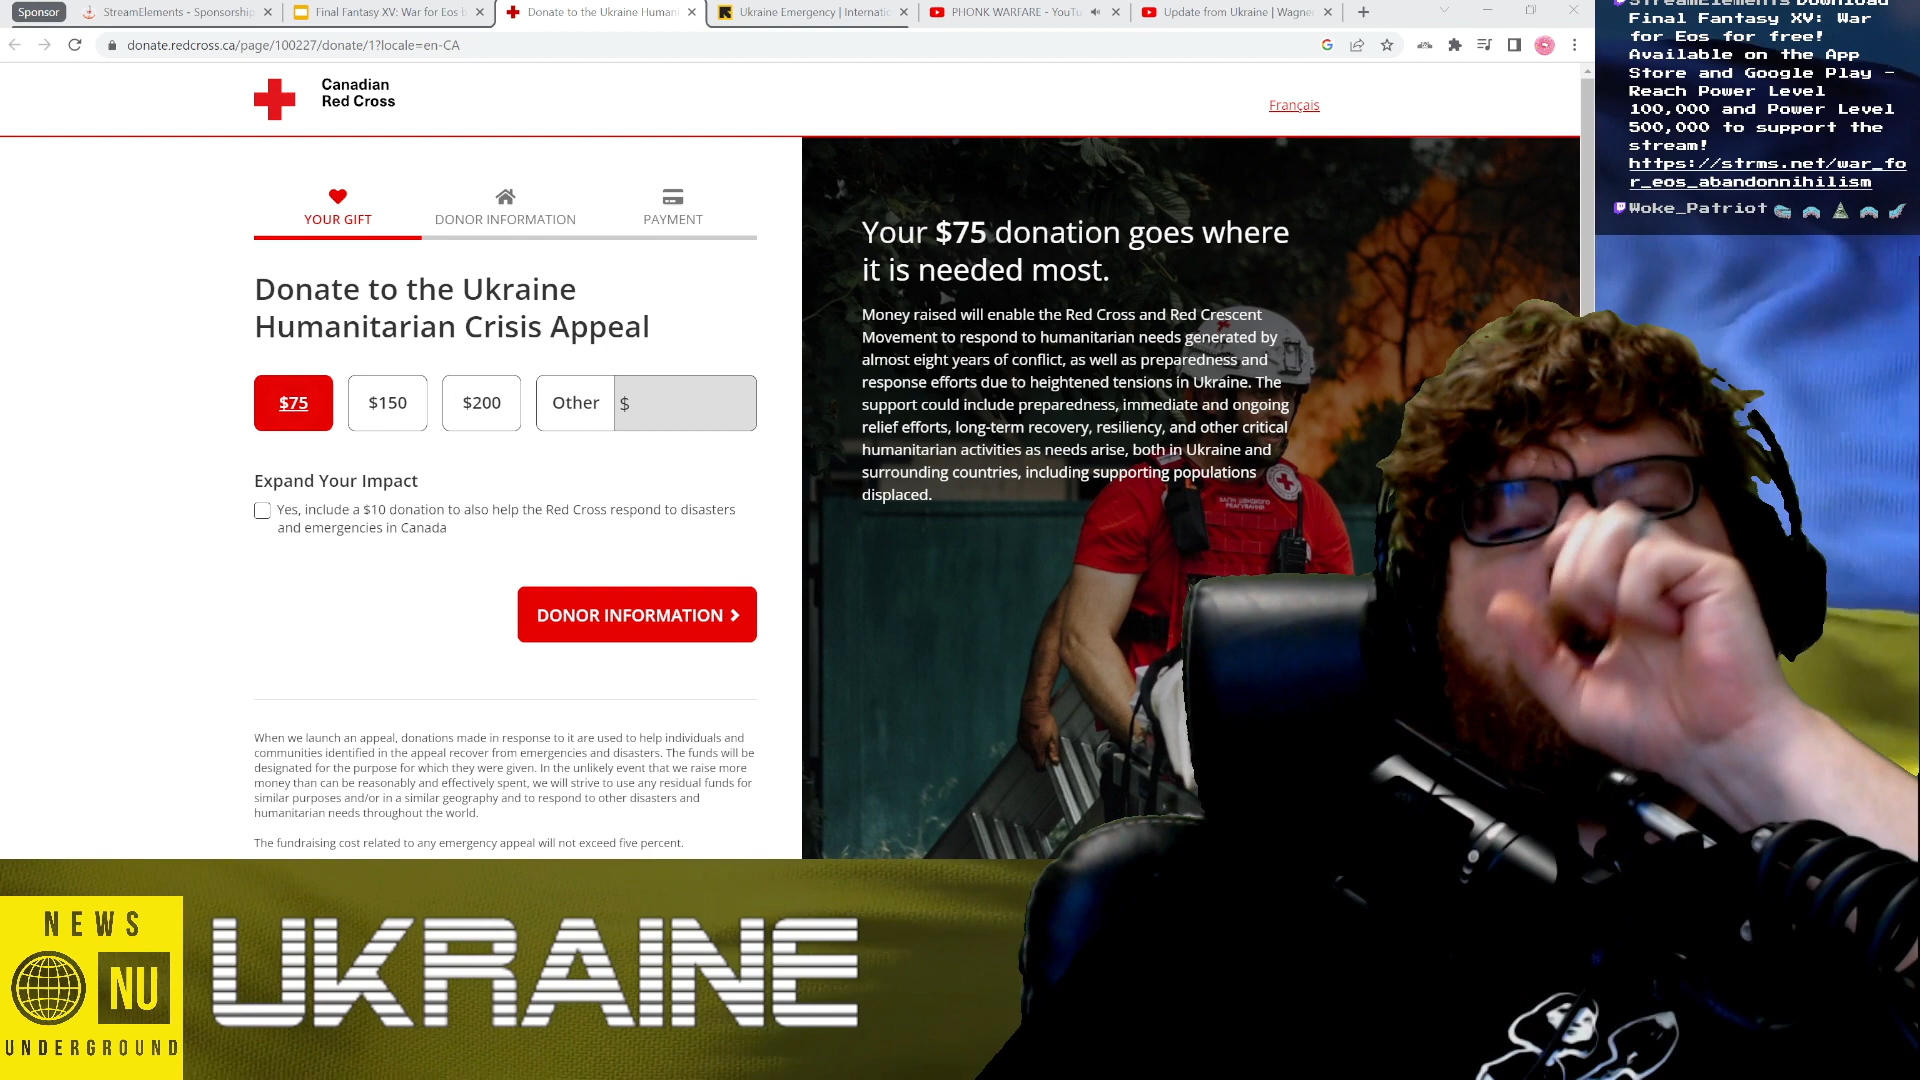 Sponsor
StreamElements - Sponsorship
Final Fantasy XV: War for Eos b
Donate to the Ukraine Humani
Ukraine Emergency | Internatio
PHONK WARFARE - YouTu
Update from Ukraine | Wagner
donate.redcross.ca/page/100227/donate/1?locale=en-CA
Canadian
Red Cross
Français
YOUR GIFT
DONOR INFORMATION
PAYMENT
Donate to the Ukraine
Humanitarian Crisis Appeal
$75
$150
$200
Other
$
Expand Your Impact
Yes, include a $10 donation to also help the Red Cross respond to disasters
and emergencies in Canada
DONOR INFORMATION
When we launch an appeal, donations made in response to it are used to help individuals and
communities identified in the appeal recover from emergencies and disasters. The funds will be
designated for the purpose for which they were given. In the unlikely event that we raise more
money than can be reasonably and effectively spent, we will strive to use any residual funds for
similar purposes and/or in a similar geography and to respond to other disasters and
humanitarian needs throughout the world.
The fundraising cost related to any emergency appeal will not exceed five percent.
Your $75 donation goes where
it is needed most.
Money raised will enable the Red Cross and Red Crescent
Movement to respond to humanitarian needs generated by
almost eight years of conflict, as well as preparedness and
response efforts due to heightened tensions in Ukraine. The
support could include preparedness, immediate and ongoing
relief efforts, long-term recovery, resiliency, and other critical
humanitarian activities as needs arise, both in Ukraine and
surrounding countries, including supporting populations
displaced.
StreamElements Download
Final Fantasy XV: War
for Eos for free!
Available on the App
Store and Google Play -
Reach Power Level
100,000 and Power Level
500,000 to support the
stream!
https://strms.net/war_fo
r_eos_abandonnihilism
Woke_Patriot
NEWS
NU
UNDERGROUND
UKRAINE